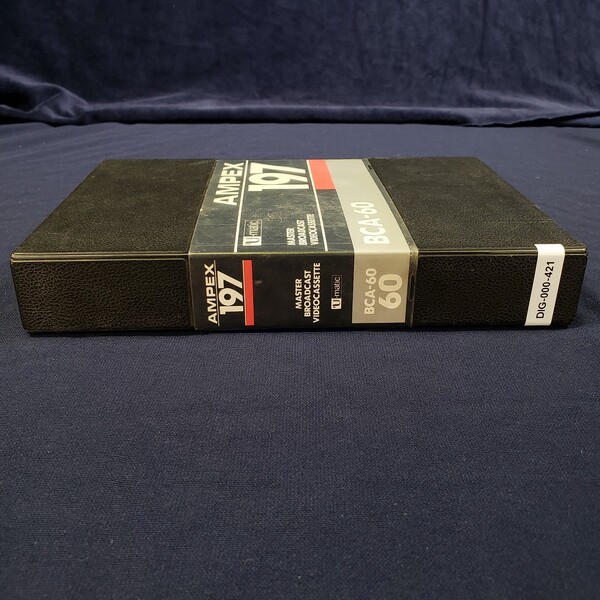 AMPEX
197
U-matic
MASTER
BROADCAST
VIDEOCASSETTE
BCA-60
AMPEX
197
MASTER
BROADCAST
VIDEOCASSETTE
U-matic
BCA-60
60
DIG-000-421